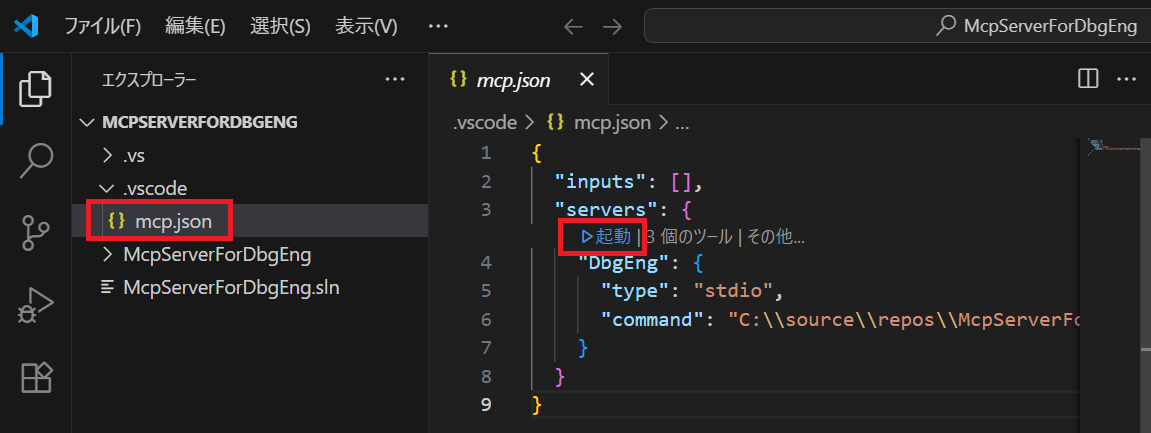 ファイル(F) 編集(E) 選択(S) 表示(V) … McpServerForDbgEng
エクスプローラー …
MCPSERVERFORDBGENG
.vs
.vscode
{} mcp.json
McpServerForDbgEng
McpServerForDbgEng.sln
{} mcp.json
.vscode > {} mcp.json > ...
1 {
2 "inputs": [],
3 "servers": {
▷起動 | 3 個のツール | その他...
4 "DbgEng": {
5 "type": "stdio",
6 "command": "C:\\source\\repos\\McpServerFo
7 }
8 }
9 }